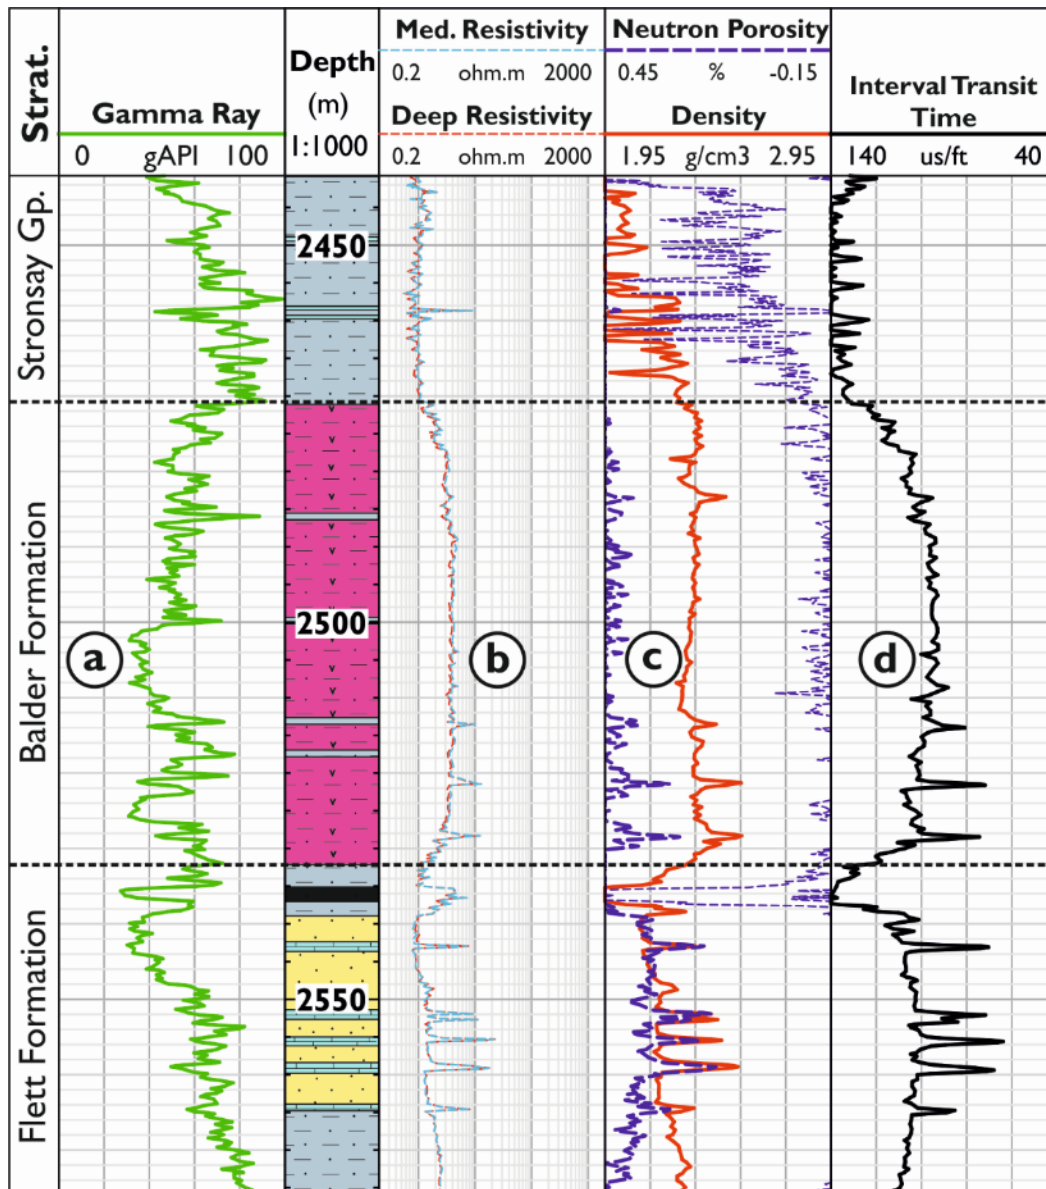 Strat.
Gamma Ray
0 gAPI 100
Depth
(m)
1:1000
Med. Resistivity
0.2 ohm.m 2000
Deep Resistivity
0.2 ohm.m 2000
Neutron Porosity
0.45 % -0.15
Density
1.95 g/cm3 2.95
Interval Transit
Time
140 us/ft 40
Stronsay Gp.
2450
Balder Formation
2500
a
b
c
d
Flett Formation
2550